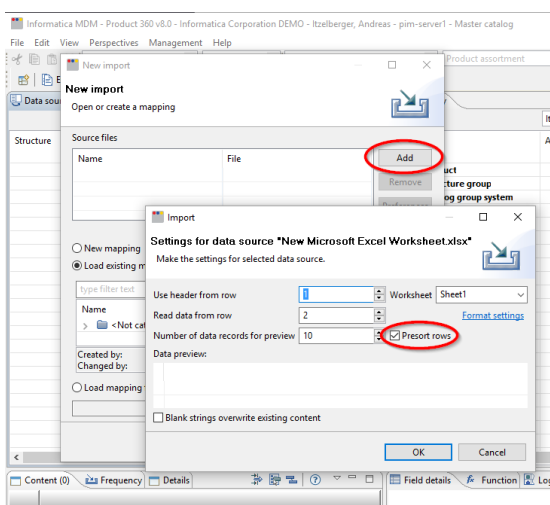 Informatica MDM - Product 360 v8.0 - Informatica Corporation DEMO - Itzelberger, Andreas - pim-server1 - Master catalog
File Edit View Perspectives Management Help
Product assortment
New import
Data sou
New import
Open or create a mapping
Structure
Source files
Name File
Add
Remove
uct
cture group
og group system
Import
Settings for data source "New Microsoft Excel Worksheet.xlsx"
Make the settings for selected data source.
New mapping
Load existing m
type filter text
Name
<Not cat
Created by:
Changed by:
Load mapping
Use header from row 1 Worksheet Sheet1
Read data from row 2 Format settings
Number of data records for preview 10 Presort rows
Data preview:
Blank strings overwrite existing content
OK Cancel
Content (0) Frequency Details Field details Function Log